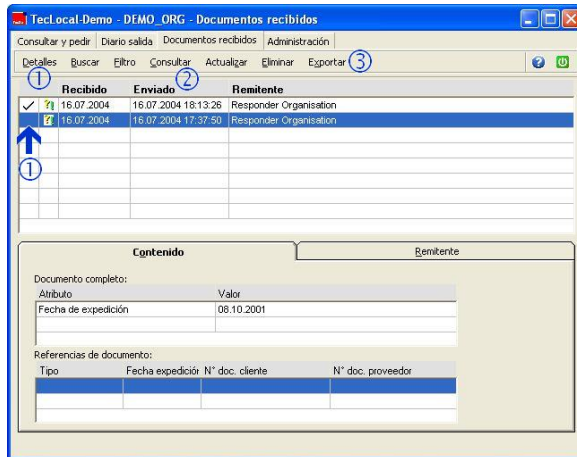 TecLocal-Demo - DEMO_ORG - Documentos recibidos
Consultar y pedir Diario salida Documentos recibidos Administración
Detalles Buscar Filtro Consultar Actualizar Eliminar Exportar 3
1 2
Recibido Enviado Remitente
16.07.2004 16.07.2004 18:13:26 Responder Organisation
16.07.2004 16.07.2004 17:37:50 Responder Organisation
1
Contenido Remitente
Documento completo:
Atributo Valor
Fecha de expedición 08.10.2001
Referencias de documento:
Tipo Fecha expedición N° doc. cliente N° doc. proveedor